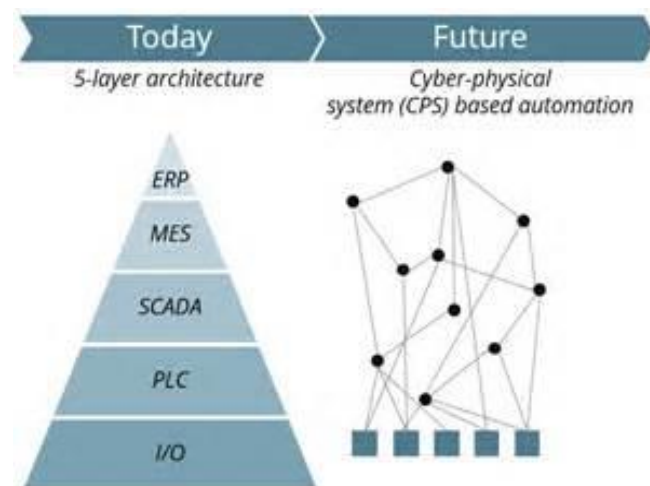 Today
Future
5-layer architecture
Cyber-physical
system (CPS) based automation
ERP
MES
SCADA
PLC
I/O